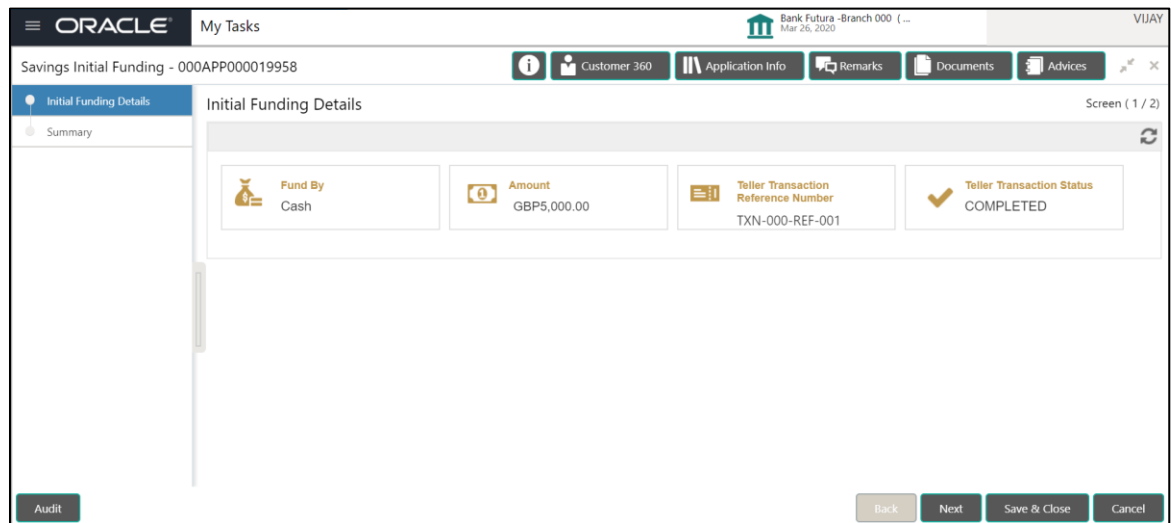 ORACLE®
My Tasks
Bank Futura -Branch 000 ( ...
Mar 26, 2020
VIJAY
Savings Initial Funding - 000APP000019958
Customer 360
Application Info
Remarks
Documents
Advices
Initial Funding Details
Summary
Initial Funding Details
Screen ( 1 / 2)
Fund By
Cash
Amount
GBP5,000.00
Teller Transaction
Reference Number
TXN-000-REF-001
Teller Transaction Status
COMPLETED
Audit
Back
Next
Save & Close
Cancel